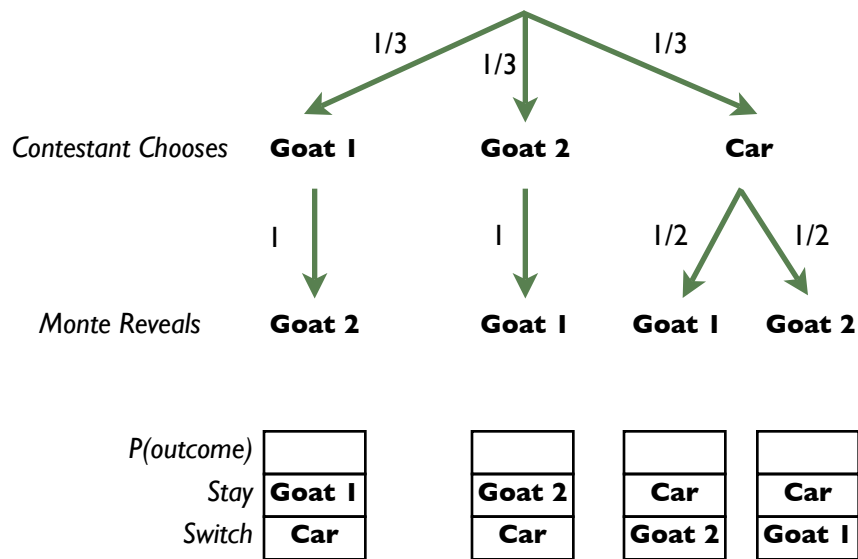 1/3 1/3 1/3
Contestant Chooses Goat 1 Goat 2 Car
1 1 1/2 1/2
Monte Reveals Goat 2 Goat 1 Goat 1 Goat 2
P(outcome)
Stay Goat 1 Goat 2 Car Car
Switch Car Car Goat 2 Goat 1